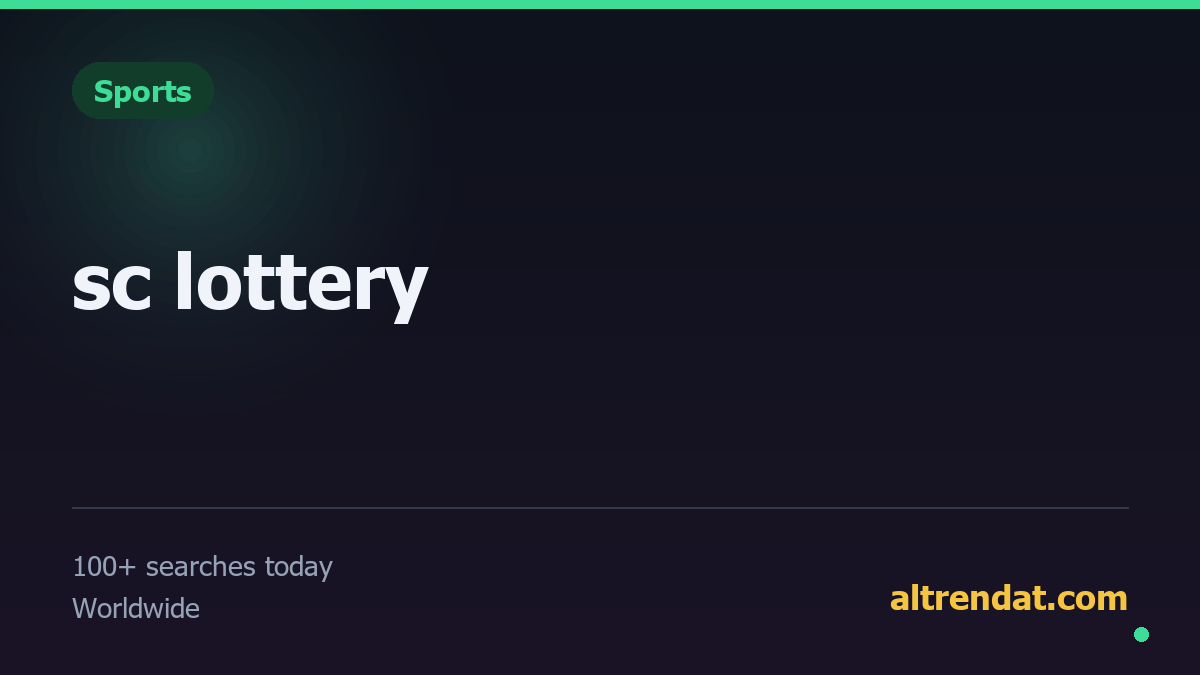 Sports
sc lottery
100+ searches today
Worldwide
altrendat.com